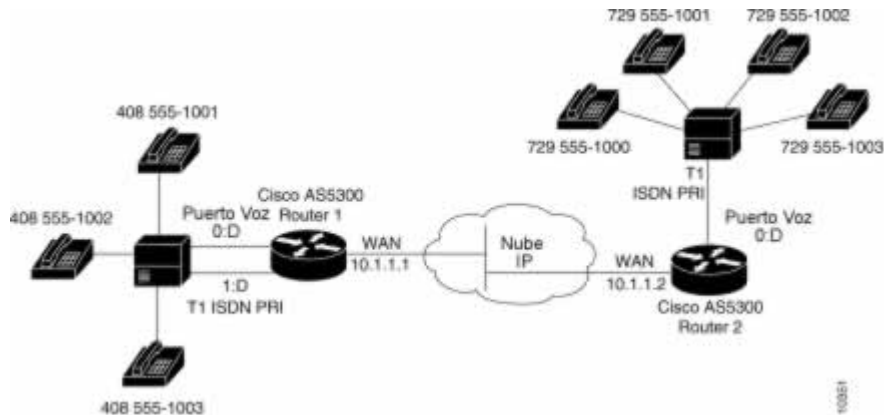 729 555-1001
729 555-1002
408 555-1001
729 555-1000
729 555-1003
T1
ISDN PRI
Cisco AS5300
Router 1
Puerto Voz
0:D
408 555-1002
Puerto Voz
0:D
WAN
10.1.1.1
Nube
IP
WAN
10.1.1.2
1:D
T1 ISDN PRI
Cisco AS5300
Router 2
408 555-1003